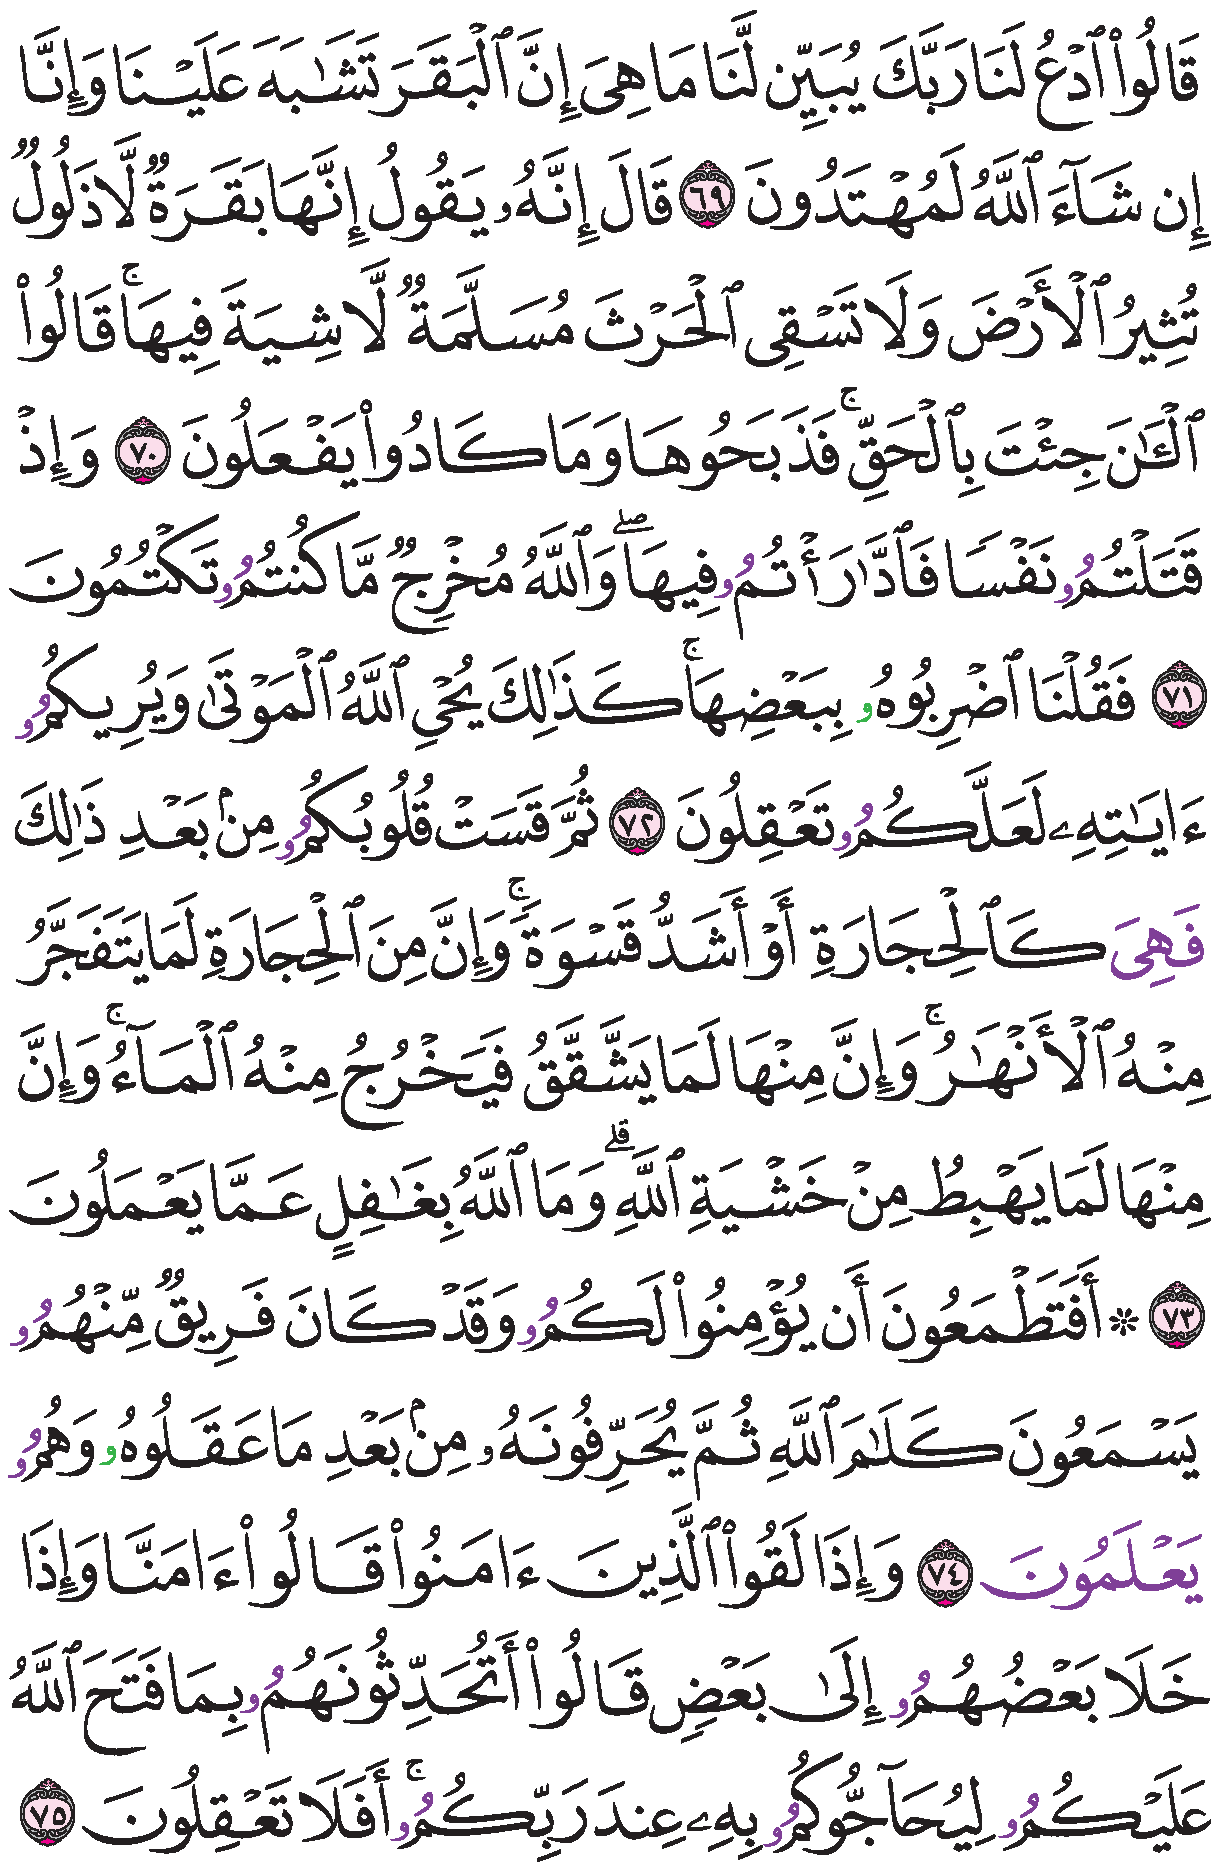 قَالُوا۟ ٱدۡعُ لَنَا رَبَّكَ يُبَيِّن لَّنَا مَا هِيَ إِنَّ ٱلۡبَقَرَ تَشَٰبَهَ عَلَيۡنَا وَإِنَّا
إِن شَآءَ ٱللَّهُ لَمُهۡتَدُونَ ٦٩ قَالَ إِنَّهُۥ يَقُولُ إِنَّهَا بَقَرَةٞ لَّا ذَلُولٞ
تُثِيرُ ٱلۡأَرۡضَ وَلَا تَسۡقِي ٱلۡحَرۡثَ مُسَلَّمَةٞ لَّا شِيَةَ فِيهَاۚ قَالُوا۟
ٱلۡـَٰٔنَ جِئۡتَ بِٱلۡحَقِّۚ فَذَبَحُوهَا وَمَا كَادُوا۟ يَفۡعَلُونَ ٧٠ وَإِذۡ
قَتَلۡتُمُۥ نَفۡسٗا فَٱدَّٰرَٰٔتُمُۥ فِيهَاۖ وَٱللَّهُ مُخۡرِجٞ مَّا كُنتُمُۥ تَكۡتُمُونَ
٧١ فَقُلۡنَا ٱضۡرِبُوهُۥ بِبَعۡضِهَاۚ كَذَٰلِكَ يُحۡيِ ٱللَّهُ ٱلۡمَوۡتَىٰ وَيُرِيكُمُۥ
ءَايَٰتِهِۦ لَعَلَّكُمُۥ تَعۡقِلُونَ ٧٢ ثُمَّ قَسَتۡ قُلُوبُكُمُۥ مِنۢ بَعۡدِ ذَٰلِكَ
فَهِيَ كَٱلۡحِجَارَةِ أَوۡ أَشَدُّ قَسۡوَةٗۚ وَإِنَّ مِنَ ٱلۡحِجَارَةِ لَمَا يَتَفَجَّرُ
مِنۡهُ ٱلۡأَنۡهَٰرُۚ وَإِنَّ مِنۡهَا لَمَا يَشَّقَّقُ فَيَخۡرُجُ مِنۡهُ ٱلۡمَآءُۚ وَإِنَّ
مِنۡهَا لَمَا يَهۡبِطُ مِنۡ خَشۡيَةِ ٱللَّهِۗ وَمَا ٱللَّهُ بِغَٰفِلٍ عَمَّا يَعۡمَلُونَ
٧٣ ۞ أَفَتَطۡمَعُونَ أَن يُؤۡمِنُوا۟ لَكُمُۥ وَقَدۡ كَانَ فَرِيقٞ مِّنۡهُمُۥ
يَسۡمَعُونَ كَلَٰمَ ٱللَّهِ ثُمَّ يُحَرِّفُونَهُۥ مِنۢ بَعۡدِ مَا عَقَلُوهُۥ وَهُمُۥ
يَعۡلَمُونَ ٧٤ وَإِذَا لَقُوا۟ ٱلَّذِينَ ءَامَنُوا۟ قَالُوا۟ ءَامَنَّا وَإِذَا
خَلَا بَعۡضُهُمُۥ إِلَىٰ بَعۡضٖ قَالُوا۟ أَتُحَدِّثُونَهُمُۥ بِمَا فَتَحَ ٱللَّهُ
عَلَيۡكُمُۥ لِيُحَآجُّوكُمُۥ بِهِۦ عِندَ رَبِّكُمُۥۚ أَفَلَا تَعۡقِلُونَ ٧٥